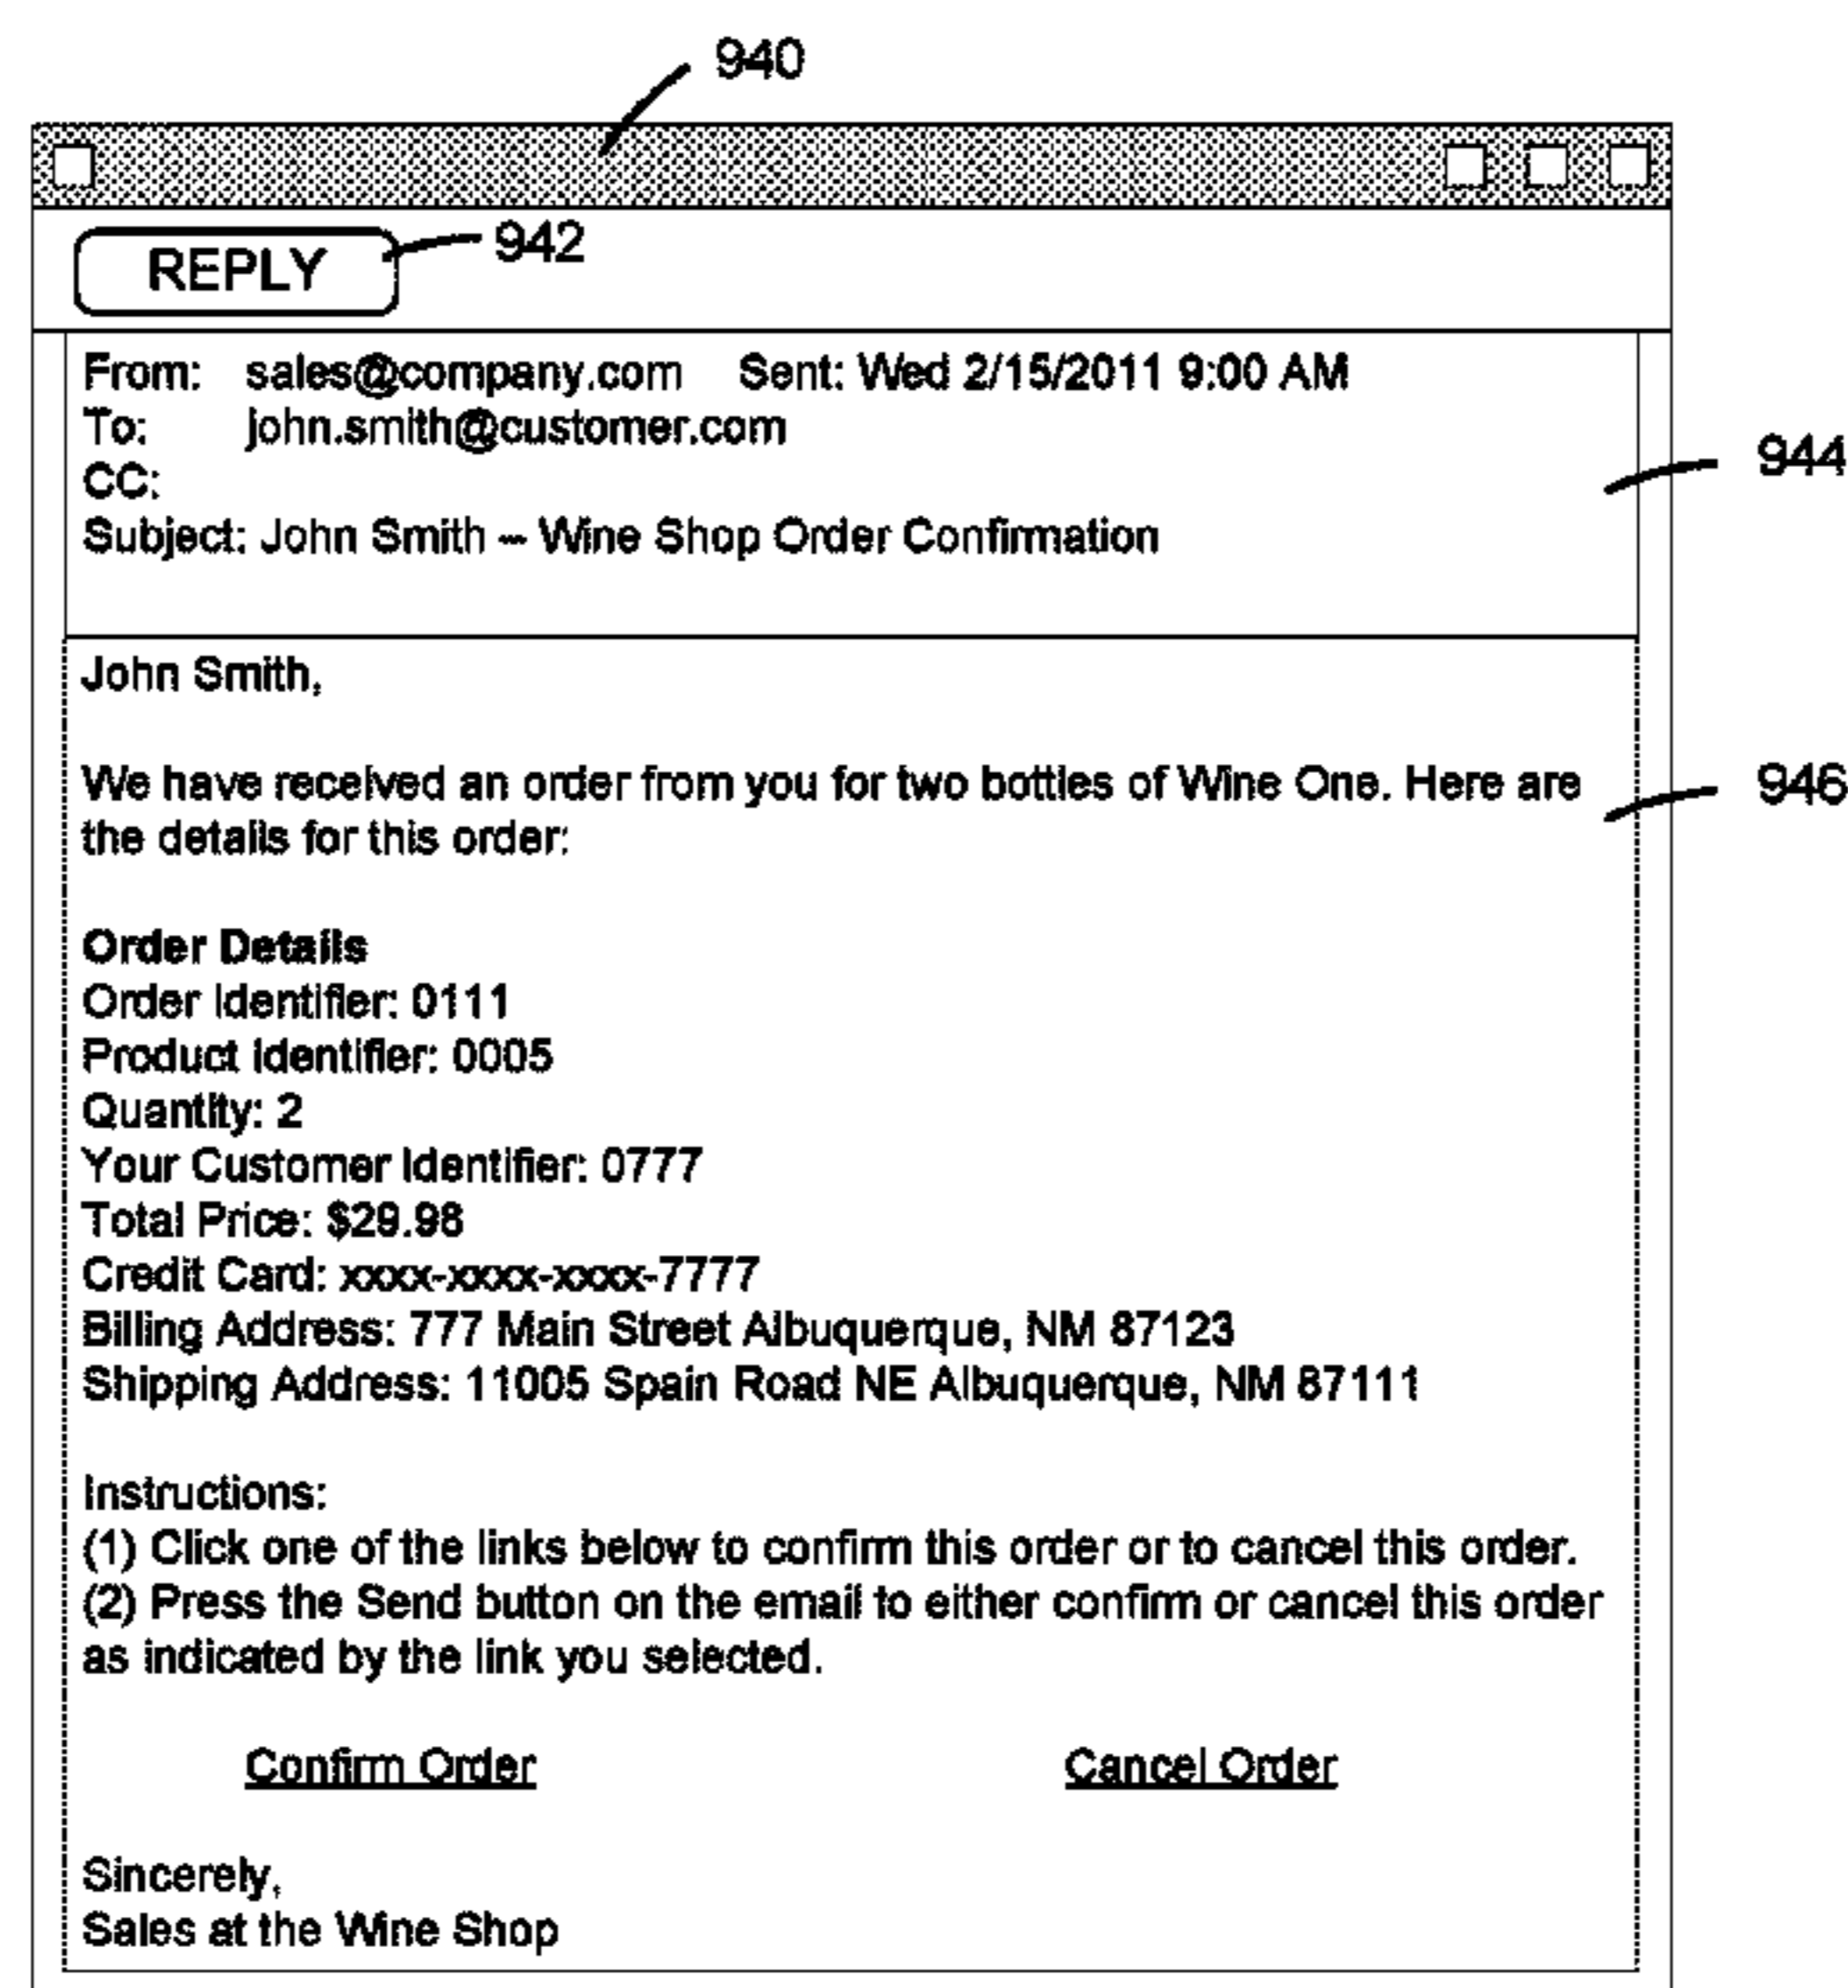 940
REPLY
942
From: sales@company.com Sent: Wed 2/15/2011 9:00 AM
To: john.smith@customer.com
CC:
944
Subject: John Smith – Wine Shop Order Confirmation
John Smith,
We have received an order from you for two bottles of Wine One. Here are
946
the details for this order:
Order Details
Order Identifier: 0111
Product Identifier: 0005
Quantity: 2
Your Customer Identifier: 0777
Total Price: $29.98
Credit Card: xxxx-xxxx-xxxx-7777
Billing Address: 777 Main Street Albuquerque, NM 87123
Shipping Address: 11005 Spain Road NE Albuquerque, NM 87111
Instructions:
(1) Click one of the links below to confirm this order or to cancel this order.
(2) Press the Send button on the email to either confirm or cancel this order
as indicated by the link you selected.
Confirm Order Cancel Order
Sincerely,
Sales at the Wine Shop